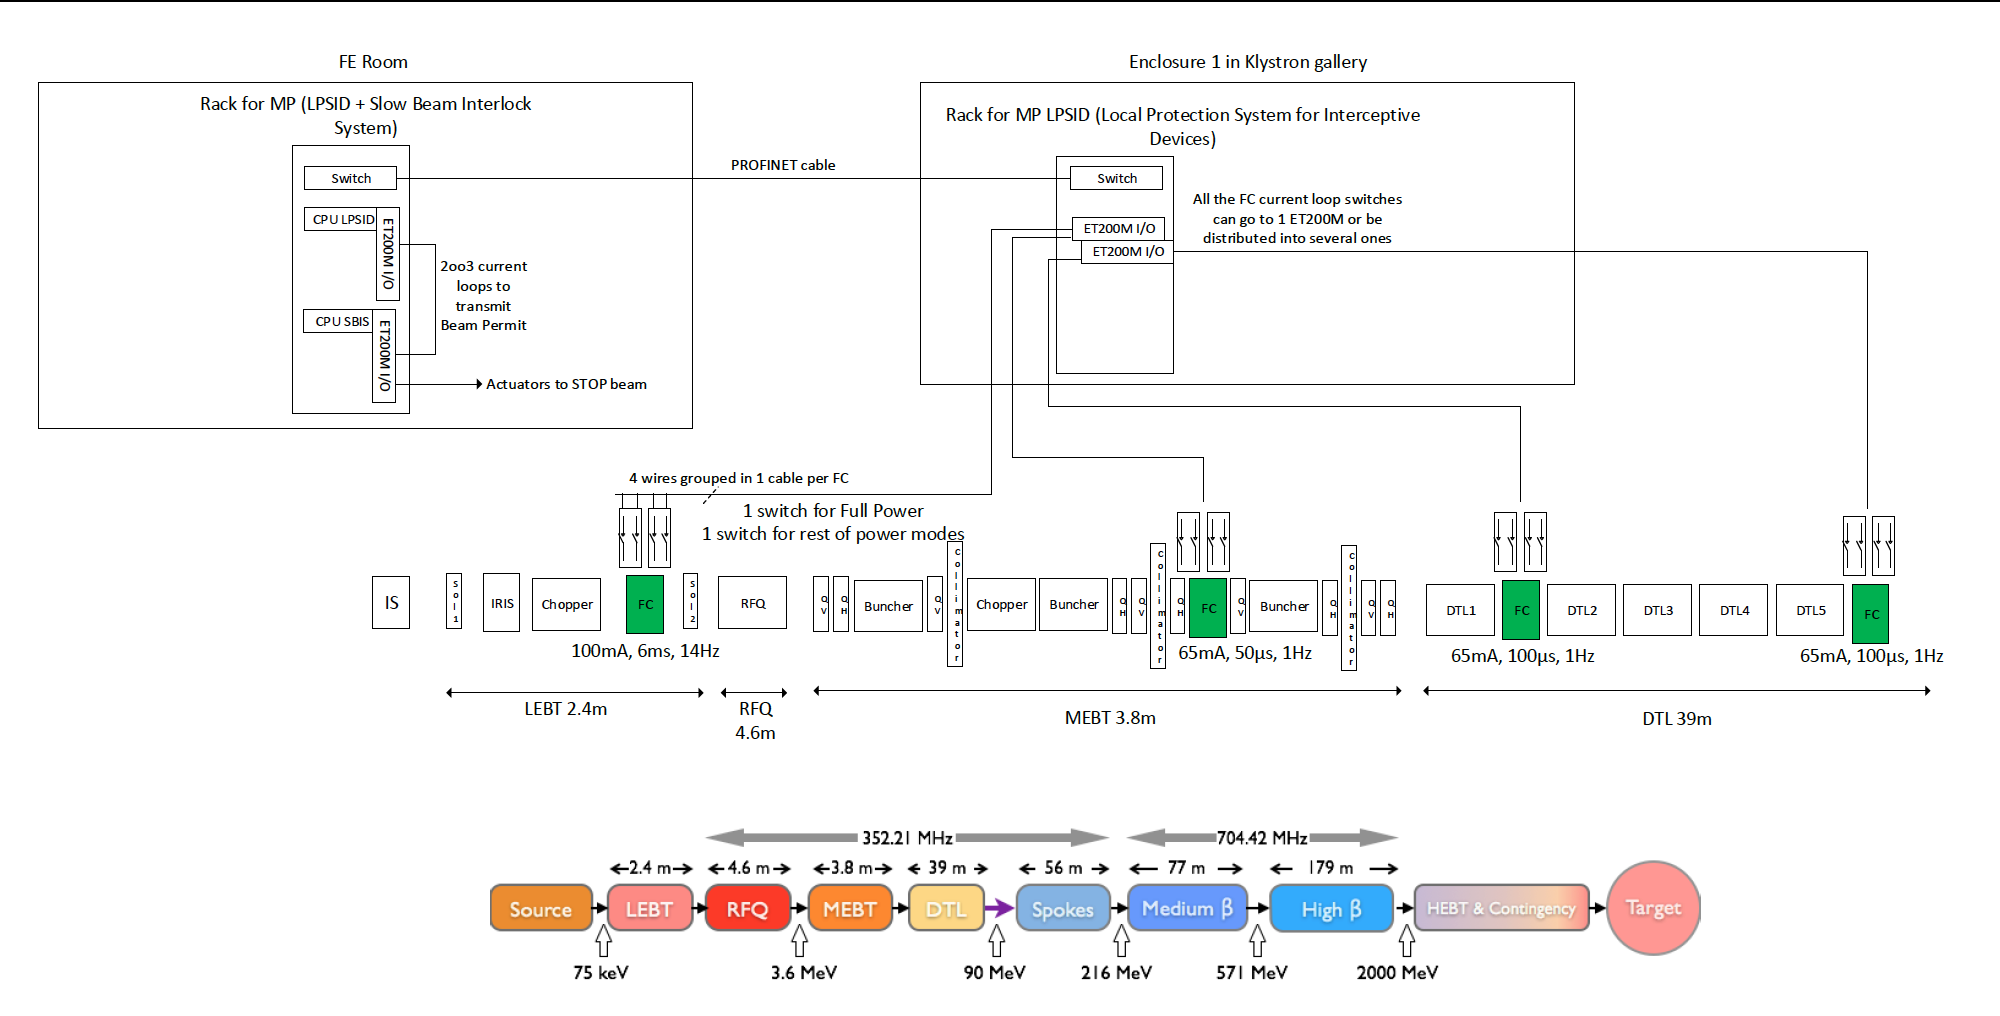 FE Room
Enclosure 1 in Klystron gallery
Rack for MP (LPSID + Slow Beam Interlock
System)
Rack for MP LPSID (Local Protection System for Interceptive
Devices)
Switch
PROFINET cable
Switch
CPU LPSID
ET200M I/O
ET200M I/O
ET200M I/O
All the FC current loop switches
can go to 1 ET200M or be
distributed into several ones
2oo3 current
loops to
transmit
Beam Permit
CPU SBIS
ET200M I/O
Actuators to STOP beam
4 wires grouped in 1 cable per FC
1 switch for Full Power
1 switch for rest of power modes
IS
Sol1
IRIS
Chopper
FC
Sol2
RFQ
QV
QH
Buncher
QV
Collimator
Chopper
Buncher
QH
QV
Collimator
QH
FC
QV
Buncher
QH
Collimator
QV
QH
DTL1
FC
DTL2
DTL3
DTL4
DTL5
FC
100mA, 6ms, 14Hz
65mA, 50µs, 1Hz
65mA, 100µs, 1Hz
65mA, 100µs, 1Hz
LEBT 2.4m
RFQ
4.6m
MEBT 3.8m
DTL 39m
352.21 MHz
704.42 MHz
2.4 m
4.6 m
3.8 m
39 m
56 m
77 m
179 m
Source
LEBT
RFQ
MEBT
DTL
Spokes
Medium β
High β
HEBT & Contingency
Target
75 keV
3.6 MeV
90 MeV
216 MeV
571 MeV
2000 MeV